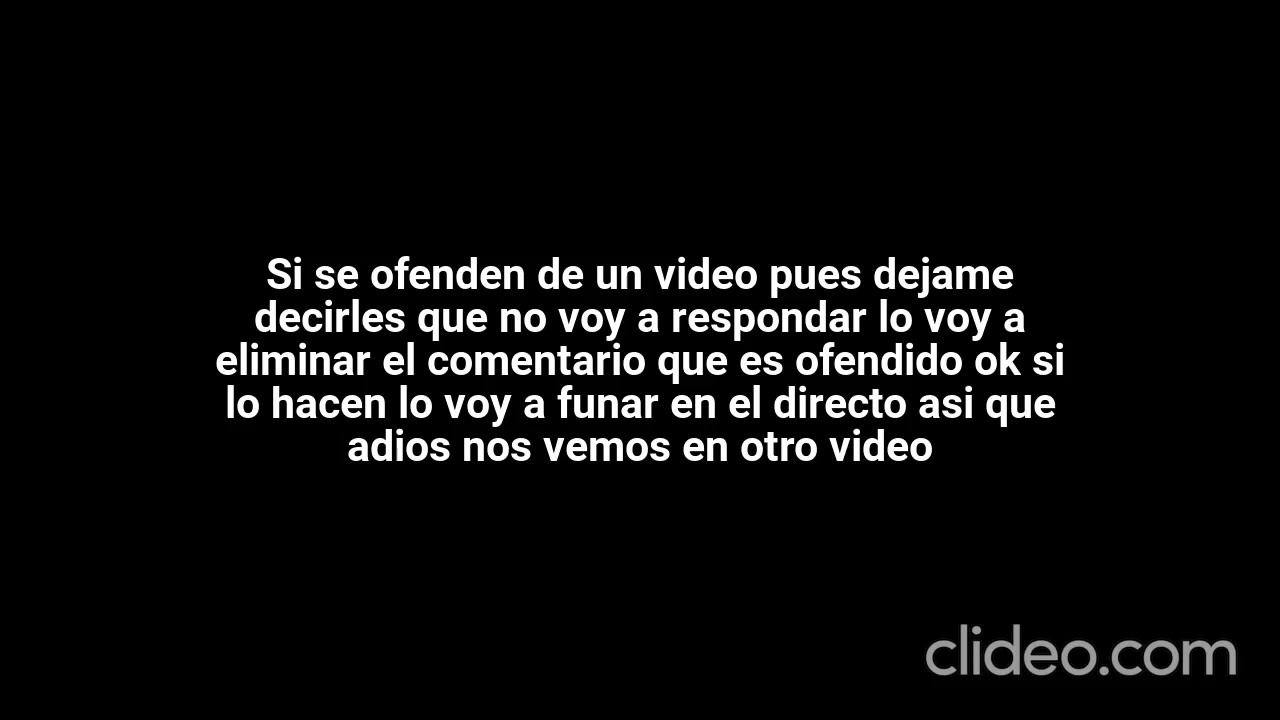 Si se ofenden de un video pues dejame
decirles que no voy a respondar lo voy a
eliminar el comentario que es ofendido ok si
lo hacen lo voy a funar en el directo asi que
adios nos vemos en otro video
clideo.com